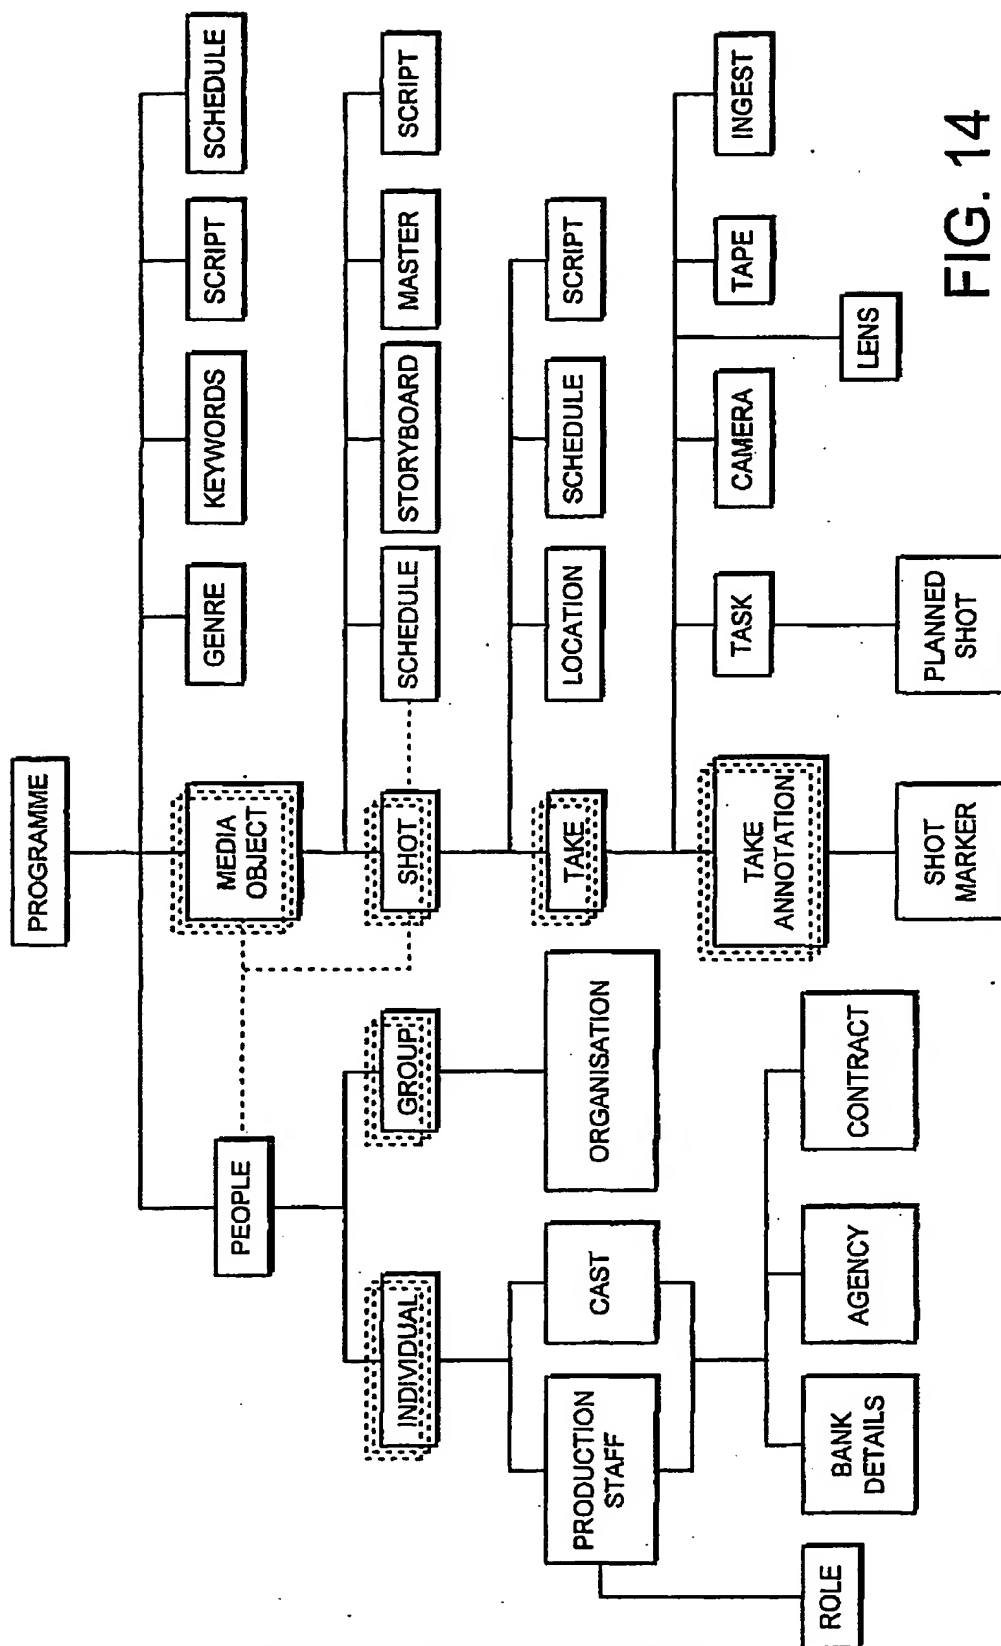 PROGRAMME
PEOPLE
MEDIA
OBJECT
GENRE
KEYWORDS
SCRIPT
SCHEDULE
INDIVIDUAL
GROUP
SHOT
SCHEDULE
STORYBOARD
MASTER
SCRIPT
PRODUCTION
STAFF
CAST
ORGANISATION
TAKE
LOCATION
SCHEDULE
SCRIPT
TAKE
ANNOTATION
TASK
CAMERA
TAPE
INGEST
LENS
ROLE
BANK
DETAILS
AGENCY
CONTRACT
SHOT
MARKER
PLANNED
SHOT
FIG. 14